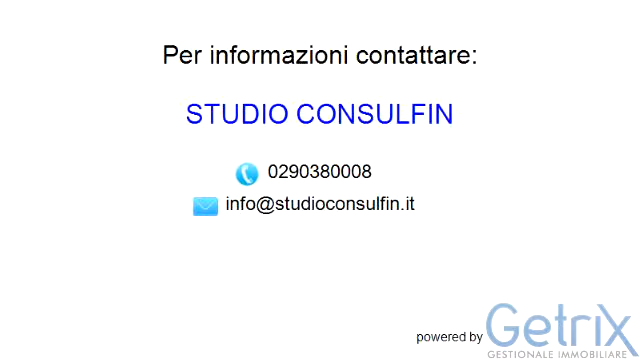 Per informazioni contattare:
STUDIO CONSULFIN
0290380008
info@studioconsulfin.it
powered by Getrix
GESTIONALE IMMOBILIARE